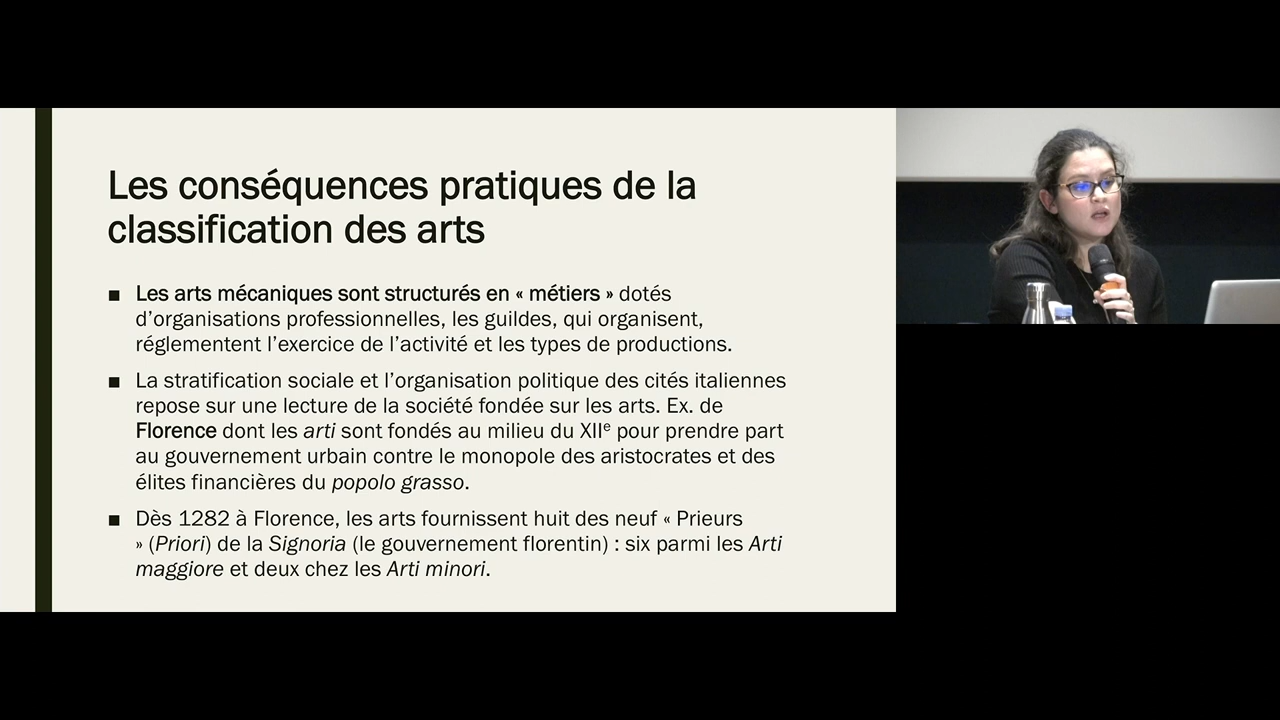 Les conséquences pratiques de la
classification des arts
■ Les arts mécaniques sont structurés en « métiers » dotés
d’organisations professionnelles, les guildes, qui organisent,
réglementent l’exercice de l’activité et les types de productions.
■ La stratification sociale et l’organisation politique des cités italiennes
repose sur une lecture de la société fondée sur les arts. Ex. de
Florence dont les arti sont fondés au milieu du XIIᵉ pour prendre part
au gouvernement urbain contre le monopole des aristocrates et des
élites financières du popolo grasso.
■ Dès 1282 à Florence, les arts fournissent huit des neuf « Prieurs
» (Priori) de la Signoria (le gouvernement florentin) : six parmi les Arti
maggiore et deux chez les Arti minori.